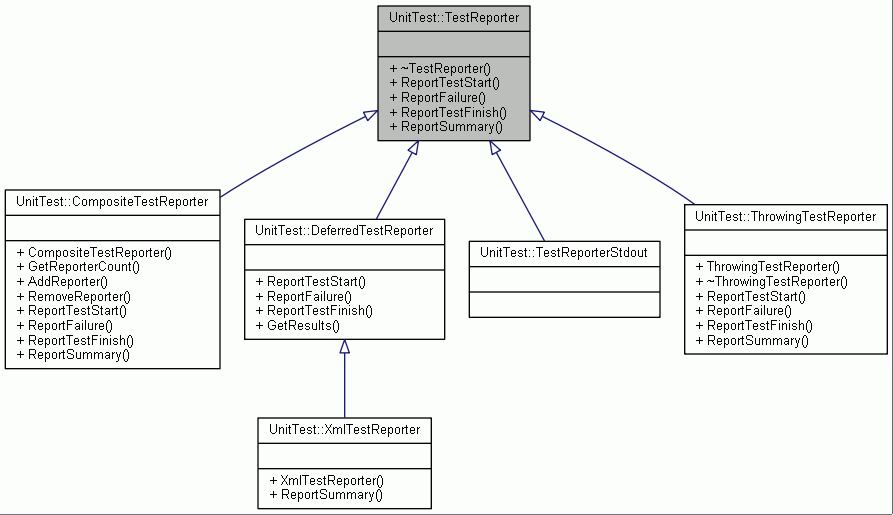 UnitTest::TestReporter
+ ~TestReporter()
+ ReportTestStart()
+ ReportFailure()
+ ReportTestFinish()
+ ReportSummary()
UnitTest::CompositeTestReporter
+ CompositeTestReporter()
+ GetReporterCount()
+ AddReporter()
+ RemoveReporter()
+ ReportTestStart()
+ ReportFailure()
+ ReportTestFinish()
+ ReportSummary()
UnitTest::DeferredTestReporter
+ ReportTestStart()
+ ReportFailure()
+ ReportTestFinish()
+ GetResults()
UnitTest::TestReporterStdout
UnitTest::ThrowingTestReporter
+ ThrowingTestReporter()
+ ~ThrowingTestReporter()
+ ReportTestStart()
+ ReportFailure()
+ ReportTestFinish()
+ ReportSummary()
UnitTest::XmlTestReporter
+ XmlTestReporter()
+ ReportSummary()